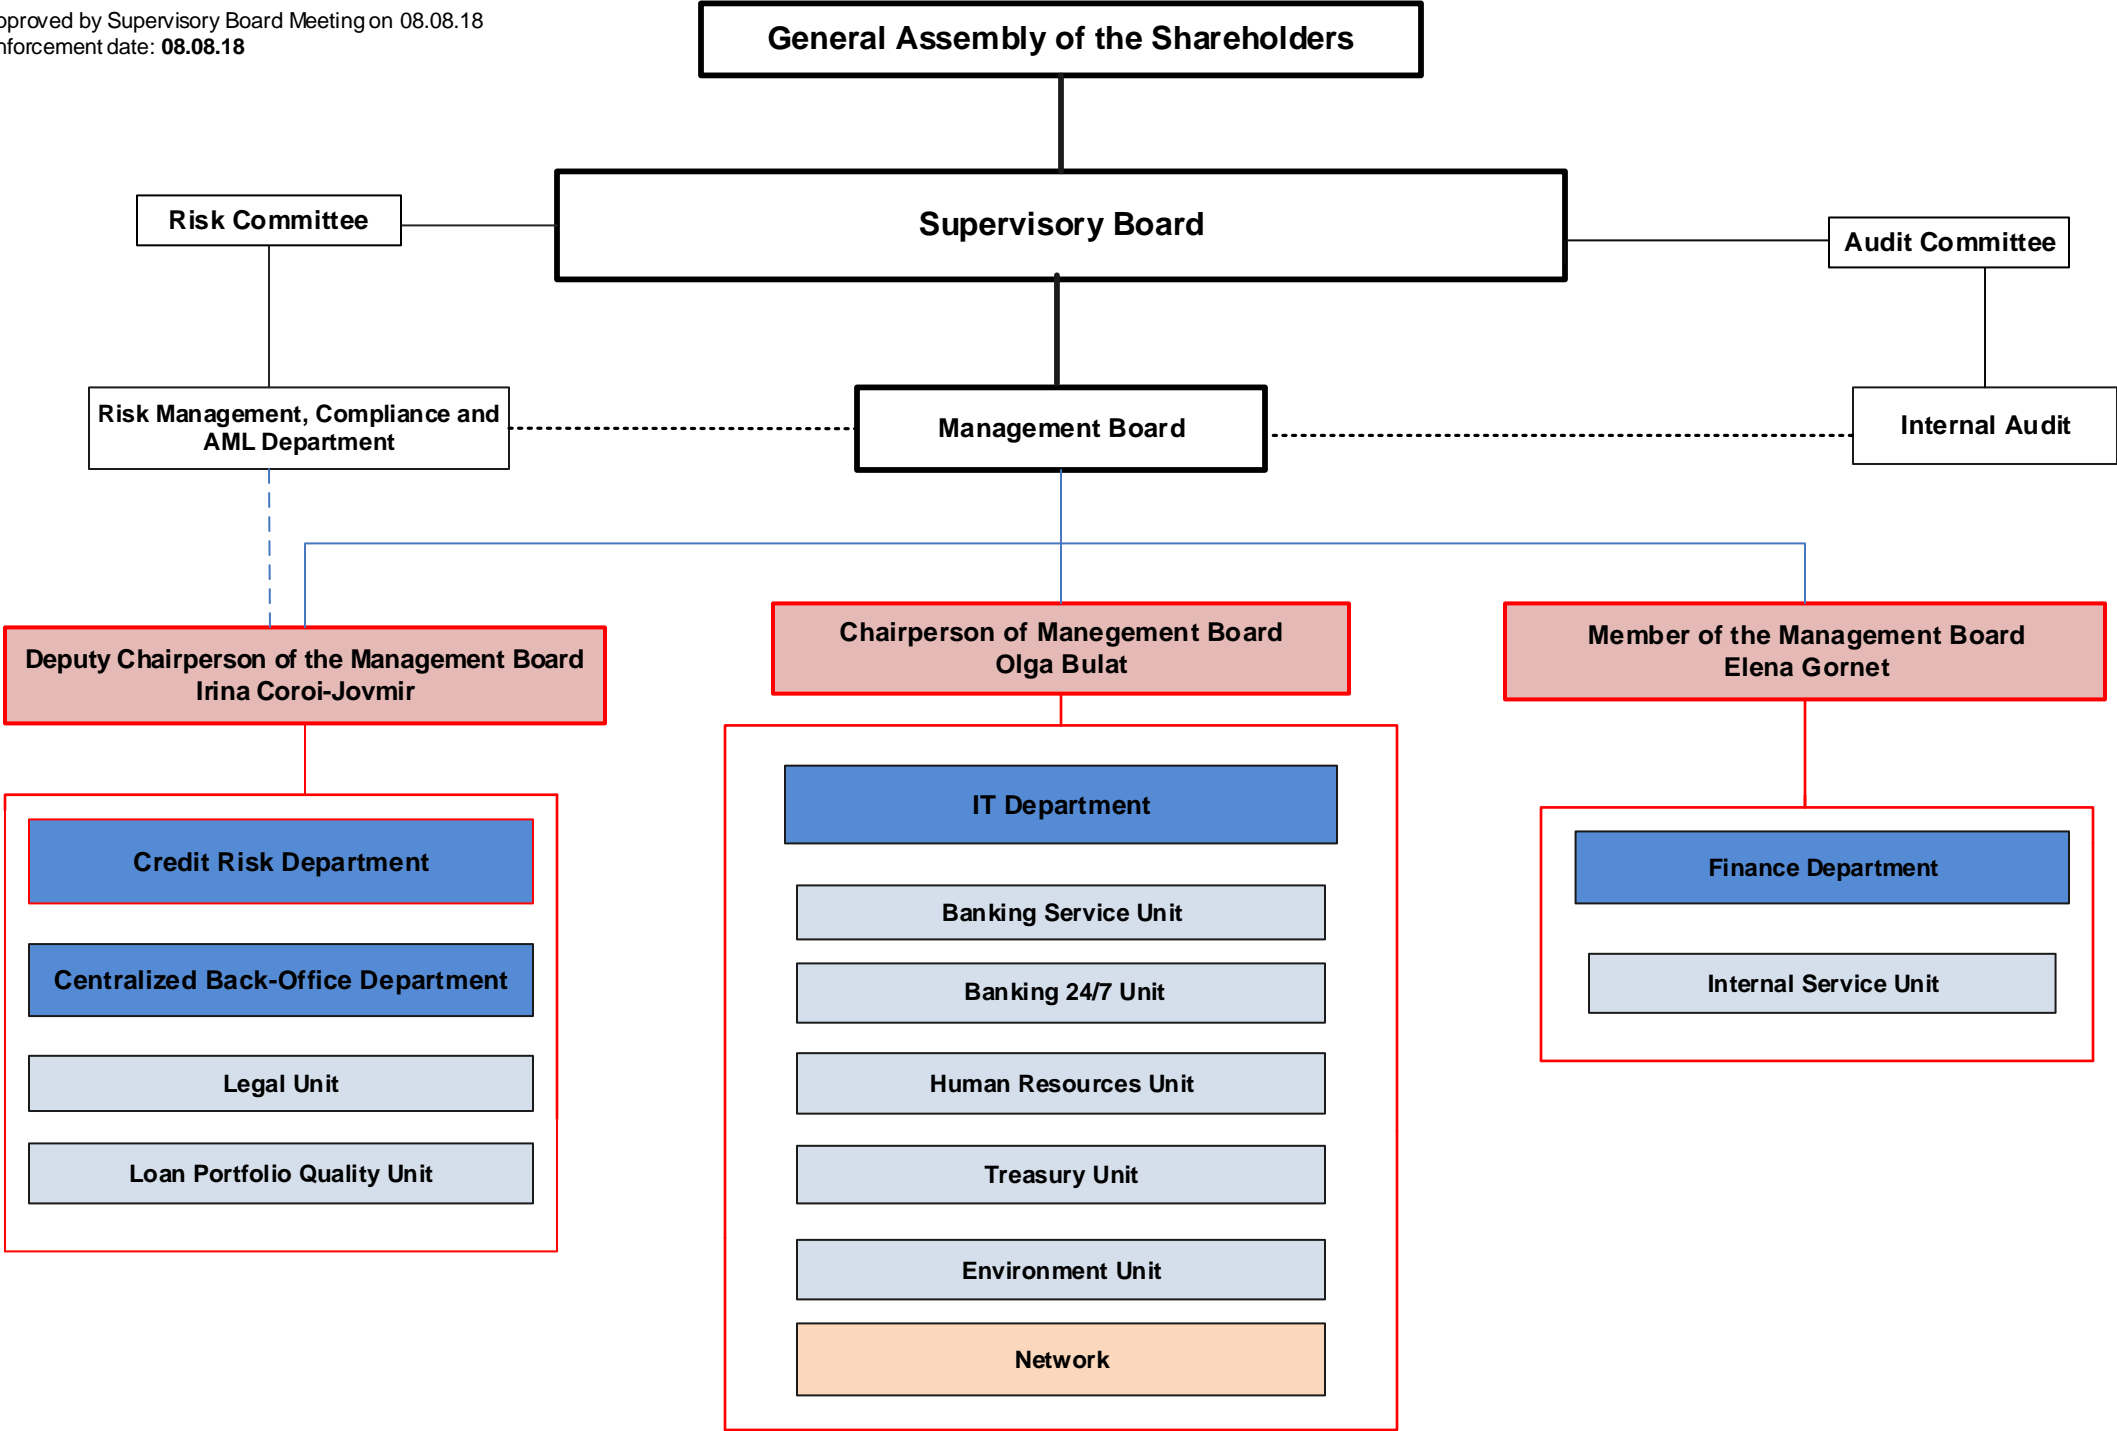 proved by Supervisory Board Meeting on 08.08.18
nforcement date: 08.08.18
General Assembly of the Shareholders
Risk Committee
Supervisory Board
Audit Committee
Risk Management, Compliance and
AML Department
Management Board
Internal Audit
Deputy Chairperson of the Management Board
Irina Coroi-Jovmir
Chairperson of Manegement Board
Olga Bulat
Member of the Management Board
Elena Gornet
Credit Risk Department
Centralized Back-Office Department
Legal Unit
Loan Portfolio Quality Unit
IT Department
Banking Service Unit
Banking 24/7 Unit
Human Resources Unit
Treasury Unit
Environment Unit
Network
Finance Department
Internal Service Unit